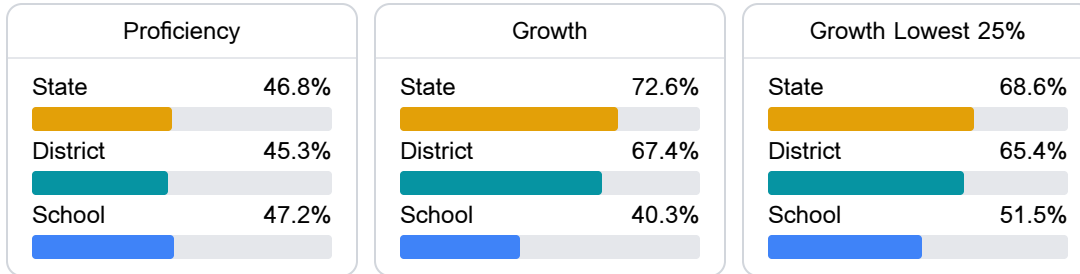 Proficiency
State 46.8%
District 45.3%
School 47.2%
Growth
State 72.6%
District 67.4%
School 40.3%
Growth Lowest 25%
State 68.6%
District 65.4%
School 51.5%